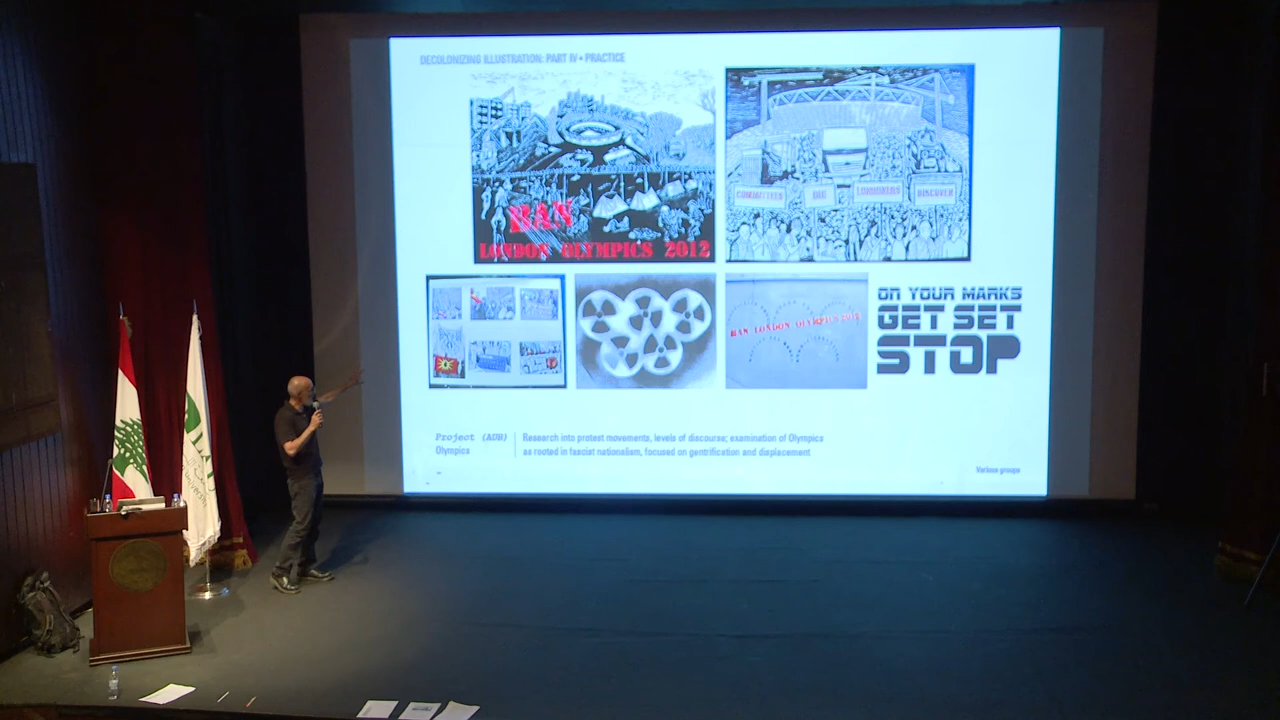 DECOLONIZING ILLUSTRATION: PART IV • PRACTICE
BAN
LONDON OLYMPICS 2012
COMMITTEES
DIE
DISCOVER
BAN LONDON OLYMPICS 2012
ON YOUR MARKS
GET SET
STOP
Project (AUB)
Olympics
Research into protest movements, levels of discourse; examination of Olympics
as rooted in fascist nationalism, focused on gentrification and displacement
Various groups